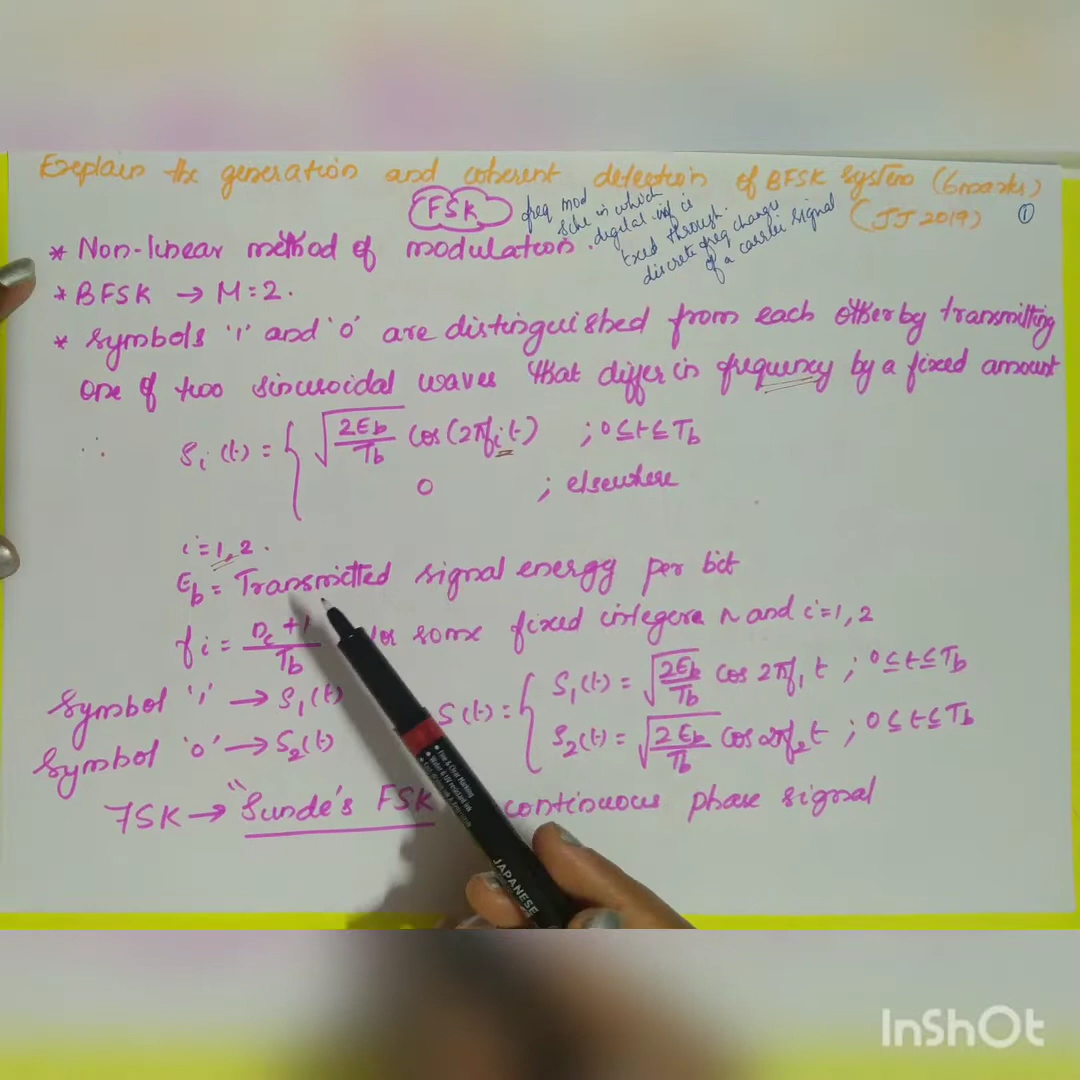 Explain the generation and coherent detection of BFSK system (6marks)
(JJ 2019) ①
FSK
freq mod
sche in which
digital inf is
txed through
discrete freq change
of a carrier signal
* Non-linear method of modulation.
* BFSK → M=2.
* Symbols '1' and '0' are distinguished from each other by transmitting
one of two sinusoidal waves that differ in frequency by a fixed amount
∴ Si(t) = { √(2Eb/Tb) cos(2πfit) ; 0≤t≤Tb
0 ; elsewhere
i=1,2.
Eb = Transmitted signal energy per bit
fi = nc+i/Tb some fixed integer n and i=1,2
Symbol '1' → S1(t)
Symbol '0' → S2(t)
S(t) = { S1(t) = √(2Eb/Tb) cos 2πf1t ; 0≤t≤Tb
S2(t) = √(2Eb/Tb) cos 2πf2t ; 0≤t≤Tb
FSK → "Sunde's FSK continuous phase signal
JAPANESE
InShOt